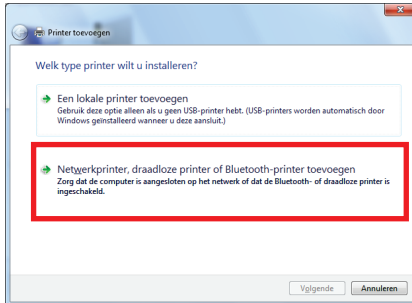 Printer toevoegen
Welk type printer wilt u installeren?
Een lokale printer toevoegen
Gebruik deze optie alleen als u geen USB-printer hebt. (USB-printers worden automatisch door
Windows geïnstalleerd wanneer u deze aansluit.)
Netwerkprinter, draadloze printer of Bluetooth-printer toevoegen
Zorg dat de computer is aangesloten op het netwerk of dat de Bluetooth- of draadloze printer is
ingeschakeld.
Volgende
Annuleren